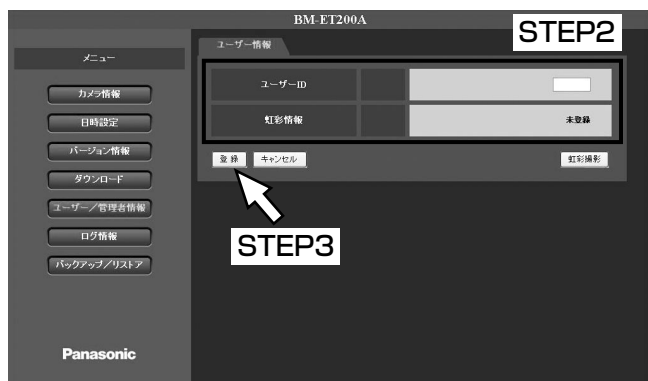 BM-ET200A
STEP2
メニュー
カメラ情報
日時設定
バージョン情報
ダウンロード
ユーザー／管理者情報
ログ情報
バックアップ/リストア
Panasonic
ユーザー情報
ユーザーID
虹彩情報
未登録
登録
キャンセル
虹彩撮影
STEP3